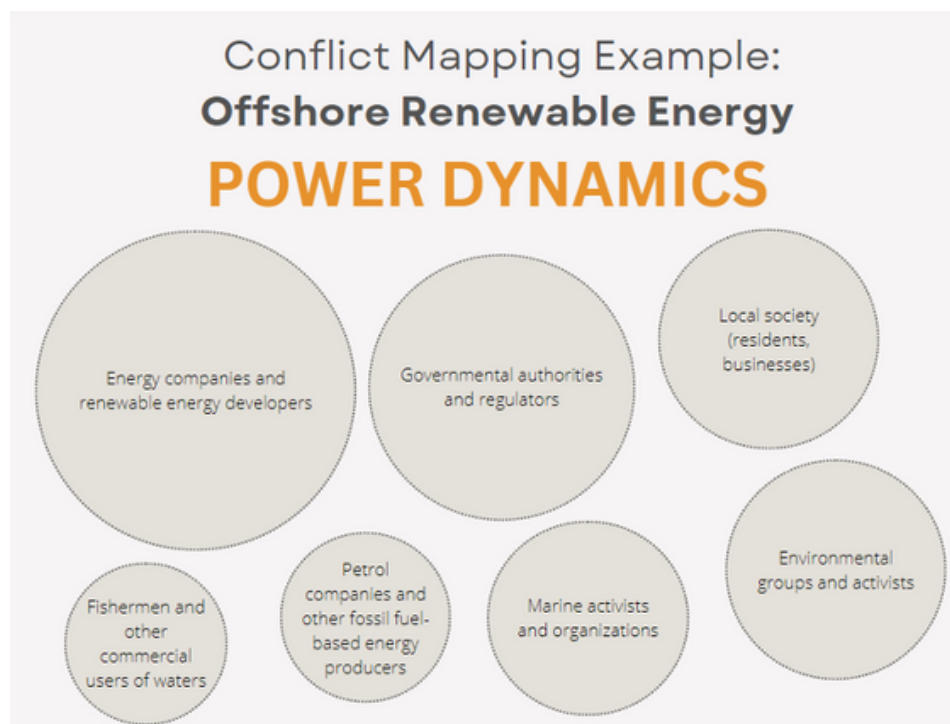 Conflict Mapping Example:
Offshore Renewable Energy
POWER DYNAMICS
Energy companies and
renewable energy developers
Governmental authorities
and regulators
Local society
(residents,
businesses)
Fishermen and
other
commercial
users of waters
Petrol
companies and
other fossil fuel-
based energy
producers
Marine activists
and organizations
Environmental
groups and activists